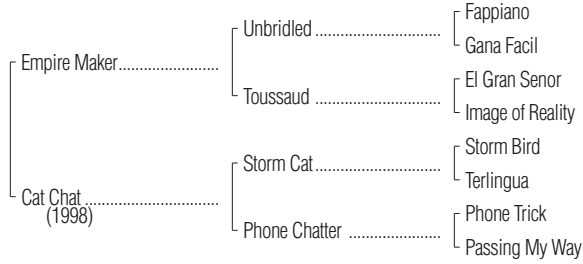 Fappiano
Unbridled
Gana Facil
Empire Maker
El Gran Senor
Toussaud
Image of Reality
Storm Bird
Storm Cat
Terlingua
Cat Chat
(1998)
Phone Trick
Phone Chatter
Passing My Way